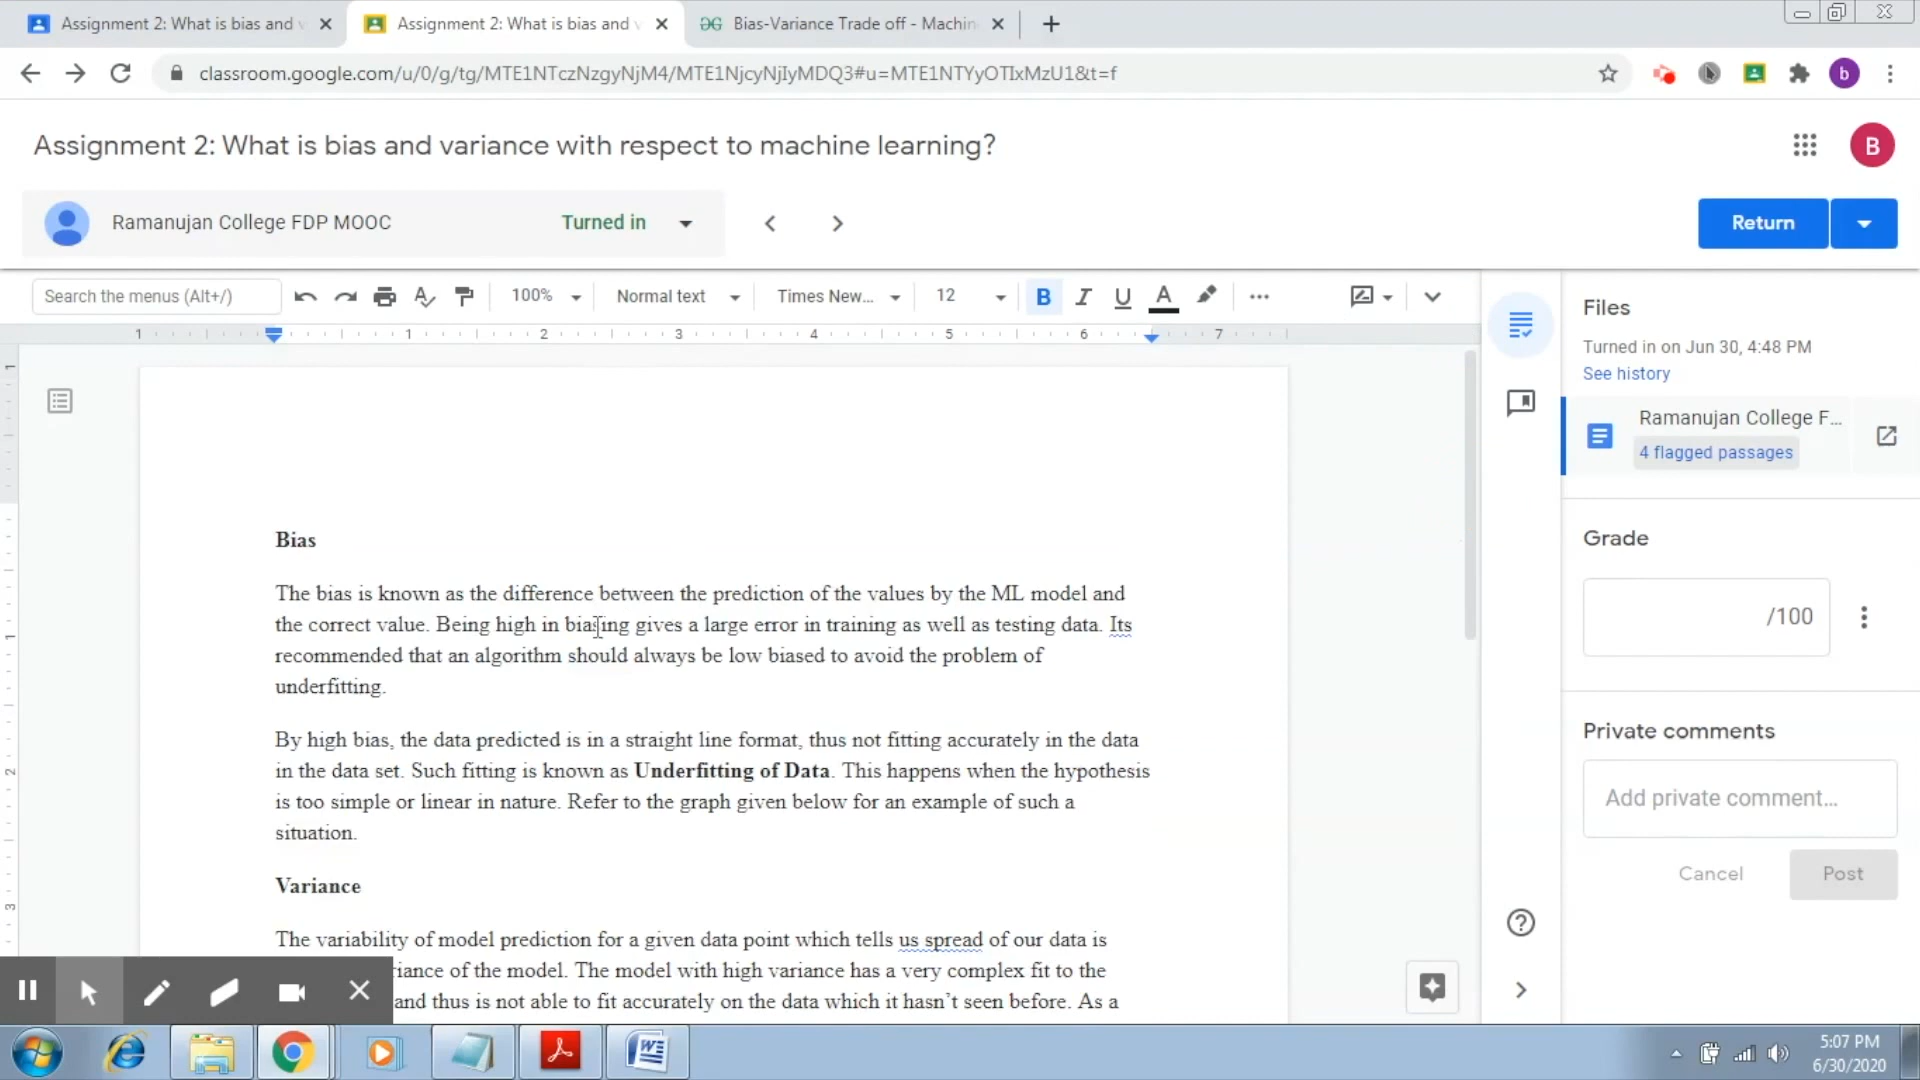 Assignment 2: What is bias and v
Assignment 2: What is bias and v
Bias-Variance Trade off - Machin
classroom.google.com/u/0/g/tg/MTE1NTczNzgyNjM4/MTE1NjcyNjIyMDQ3#u=MTE1NTYyOTIxMzU1&t=f
b
Assignment 2: What is bias and variance with respect to machine learning?
B
Ramanujan College FDP MOOC
Turned in
Return
Search the menus (Alt+/)
100%
Normal text
Times New...
12
B I U A
1 1 2 3 4 5 6 7
Bias
The bias is known as the difference between the prediction of the values by the ML model and
the correct value. Being high in biasing gives a large error in training as well as testing data. Its
recommended that an algorithm should always be low biased to avoid the problem of
underfitting.
By high bias, the data predicted is in a straight line format, thus not fitting accurately in the data
in the data set. Such fitting is known as Underfitting of Data. This happens when the hypothesis
is too simple or linear in nature. Refer to the graph given below for an example of such a
situation.
Variance
The variability of model prediction for a given data point which tells us spread of our data is
iance of the model. The model with high variance has a very complex fit to the
and thus is not able to fit accurately on the data which it hasn't seen before. As a
1
1
2
3
Files
Turned in on Jun 30, 4:48 PM
See history
Ramanujan College F...
4 flagged passages
Grade
/100
Private comments
Add private comment...
Cancel
Post
5:07 PM
6/30/2020